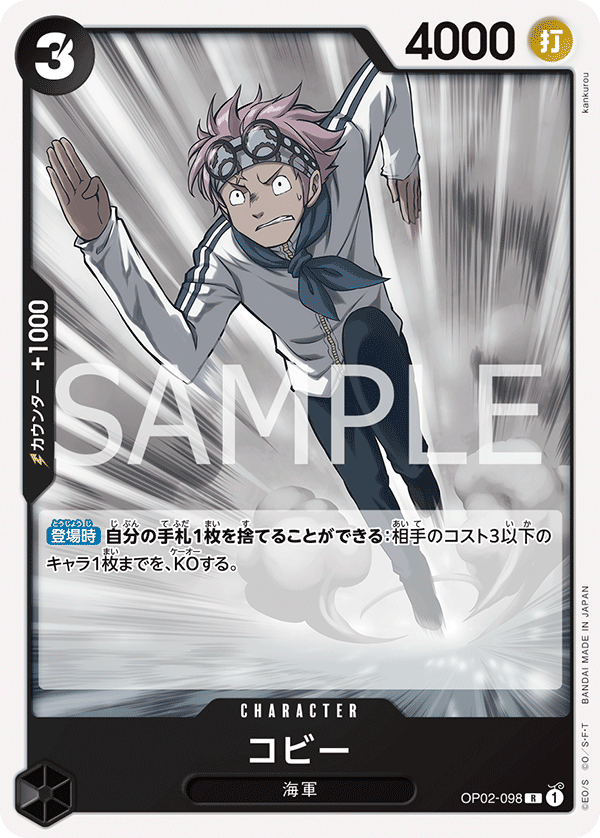 3
4000
打
kankurou
カウンター +1000
SAMPLE
登場時 自分の手札1枚を捨てることができる:相手のコスト3以下の
キャラ1枚までを、KOする。
CHARACTER
コビー
海軍
OP02-098 R 1
©E.O/S ©O/S・F・T BANDAI MADE IN JAPAN